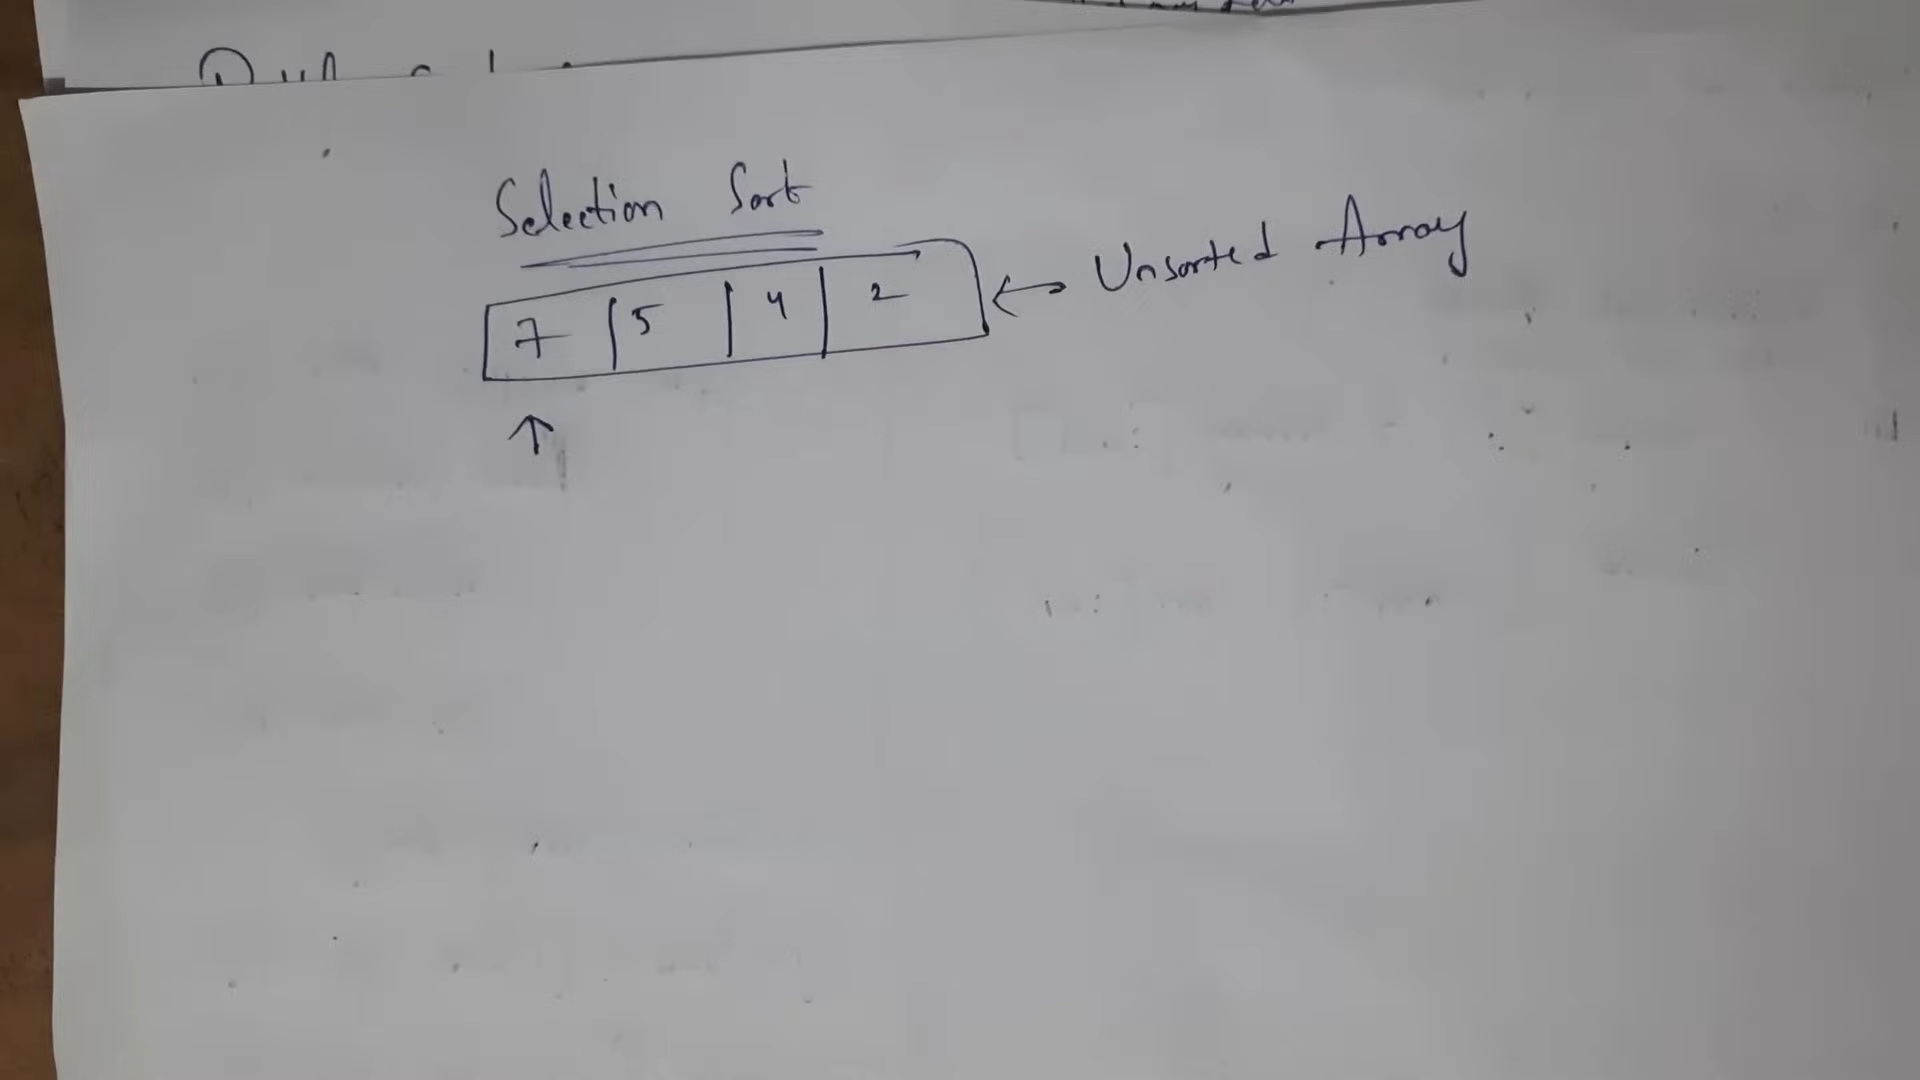 Selection Sort
7 | 5 | 4 | 2 ← Unsorted Array
↑